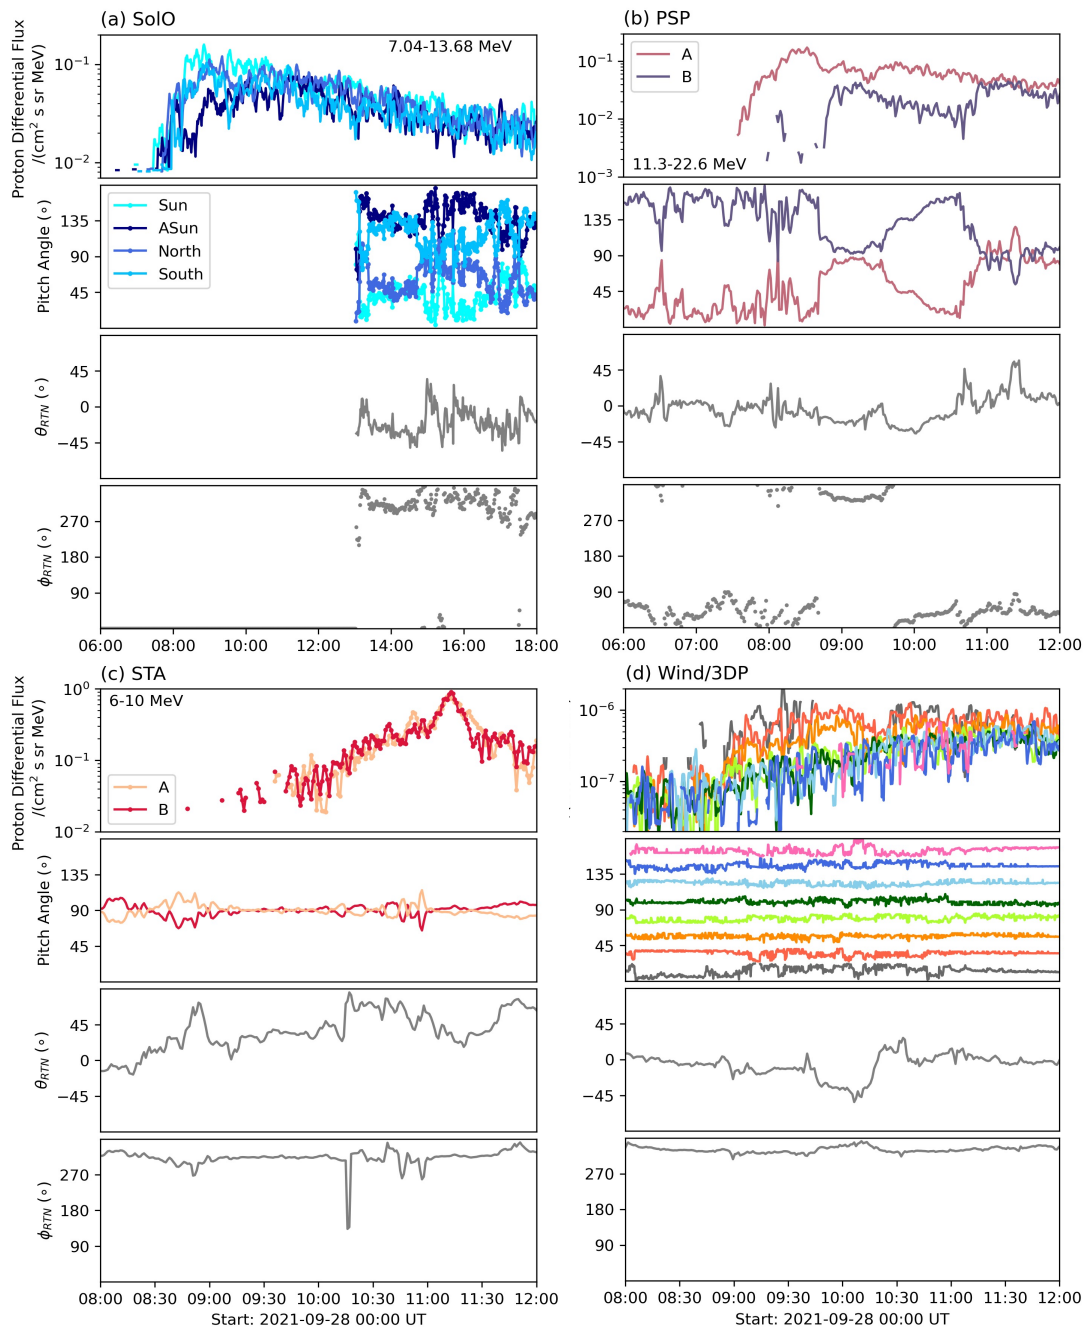 (a) SolO
Proton Differential Flux
/(cm² s sr MeV)
7.04-13.68 MeV
10⁻¹
10⁻²
Pitch Angle (∘)
135
90
45
Sun
ASun
North
South
θRTN (∘)
45
0
−45
ϕRTN (∘)
270
180
90
06:00 08:00 10:00 12:00 14:00 16:00 18:00
(b) PSP
10⁻¹
10⁻²
10⁻³
A
B
11.3-22.6 MeV
135
90
45
45
0
−45
270
180
90
06:00 07:00 08:00 09:00 10:00 11:00 12:00
(c) STA
Proton Differential Flux
/(cm² s sr MeV)
6-10 MeV
10⁰
10⁻¹
10⁻²
A
B
Pitch Angle (∘)
135
90
45
θRTN (∘)
45
0
−45
ϕRTN (∘)
270
180
90
08:00 08:30 09:00 09:30 10:00 10:30 11:00 11:30 12:00
Start: 2021-09-28 00:00 UT
(d) Wind/3DP
10⁻⁶
10⁻⁷
135
90
45
45
0
−45
270
180
90
08:00 08:30 09:00 09:30 10:00 10:30 11:00 11:30 12:00
Start: 2021-09-28 00:00 UT